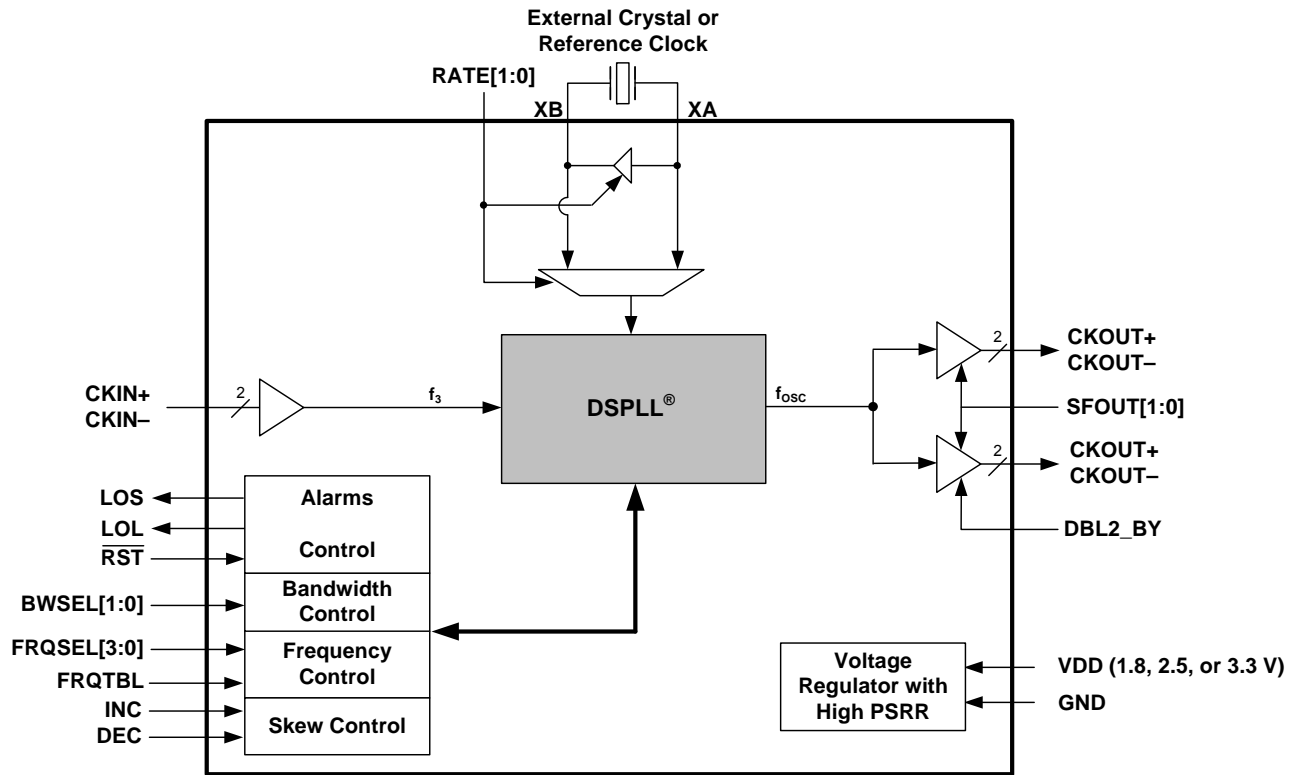 External Crystal or
Reference Clock
RATE[1:0]
XB
XA
2
CKOUT+
CKOUT–
CKIN+
CKIN–
2
f3
DSPLL®
fOSC
SFOUT[1:0]
2
CKOUT+
CKOUT–
DBL2_BY
LOS
LOL
RST
Alarms
Control
BWSEL[1:0]
Bandwidth
Control
FRQSEL[3:0]
FRQTBL
Frequency
Control
INC
DEC
Skew Control
Voltage
Regulator with
High PSRR
VDD (1.8, 2.5, or 3.3 V)
GND